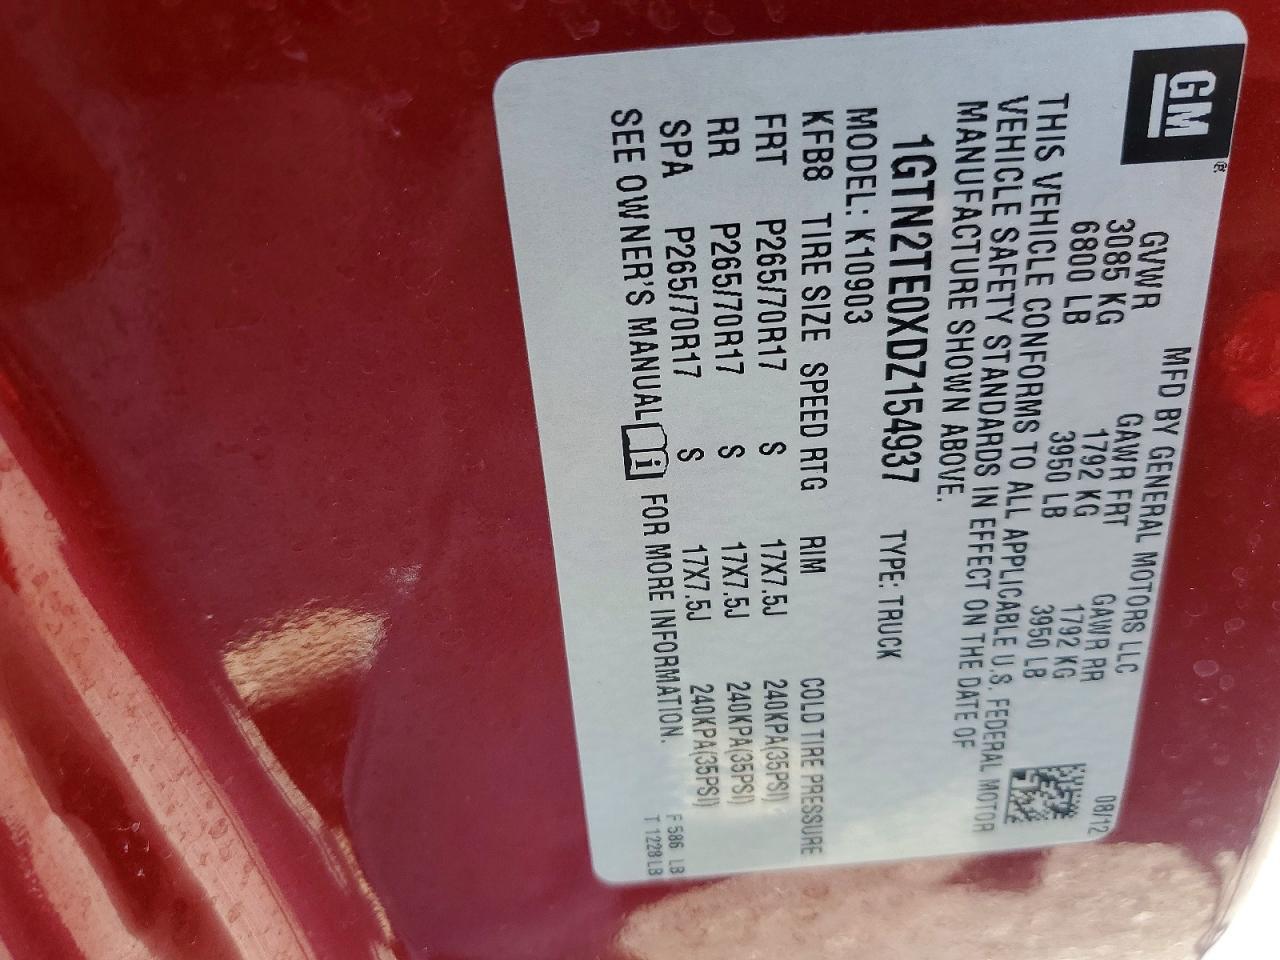 GM®
MFD BY GENERAL MOTORS LLC
08/12
GVWR GAWR FRT GAWR RR
3085 KG 1792 KG 1792 KG
6800 LB 3950 LB 3950 LB
THIS VEHICLE CONFORMS TO ALL APPLICABLE U.S. FEDERAL MOTOR
VEHICLE SAFETY STANDARDS IN EFFECT ON THE DATE OF
MANUFACTURE SHOWN ABOVE.
1GTN2TE0XDZ154937 TYPE: TRUCK
MODEL: K10903
KFB8 TIRE SIZE SPEED RTG RIM COLD TIRE PRESSURE
FRT P265/70R17 S 17X7.5J 240KPA(35PSI)
RR P265/70R17 S 17X7.5J 240KPA(35PSI)
SPA P265/70R17 S 17X7.5J 240KPA(35PSI)
SEE OWNER'S MANUAL i FOR MORE INFORMATION.
F 586 LB
T 1228 LB